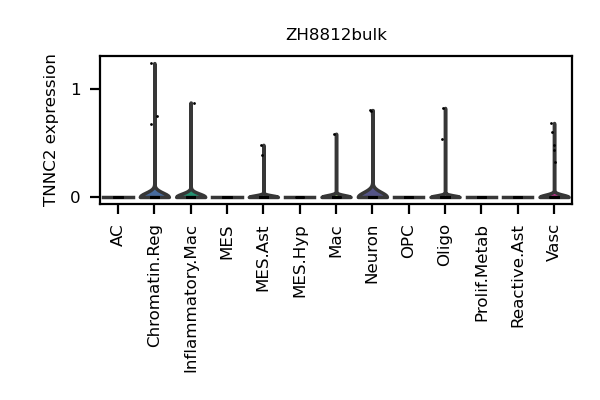 ZH8812bulk
TNNC2 expression
1
0
AC
Chromatin.Reg
Inflammatory.Mac
MES
MES.Ast
MES.Hyp
Mac
Neuron
OPC
Oligo
Prolif.Metab
Reactive.Ast
Vasc